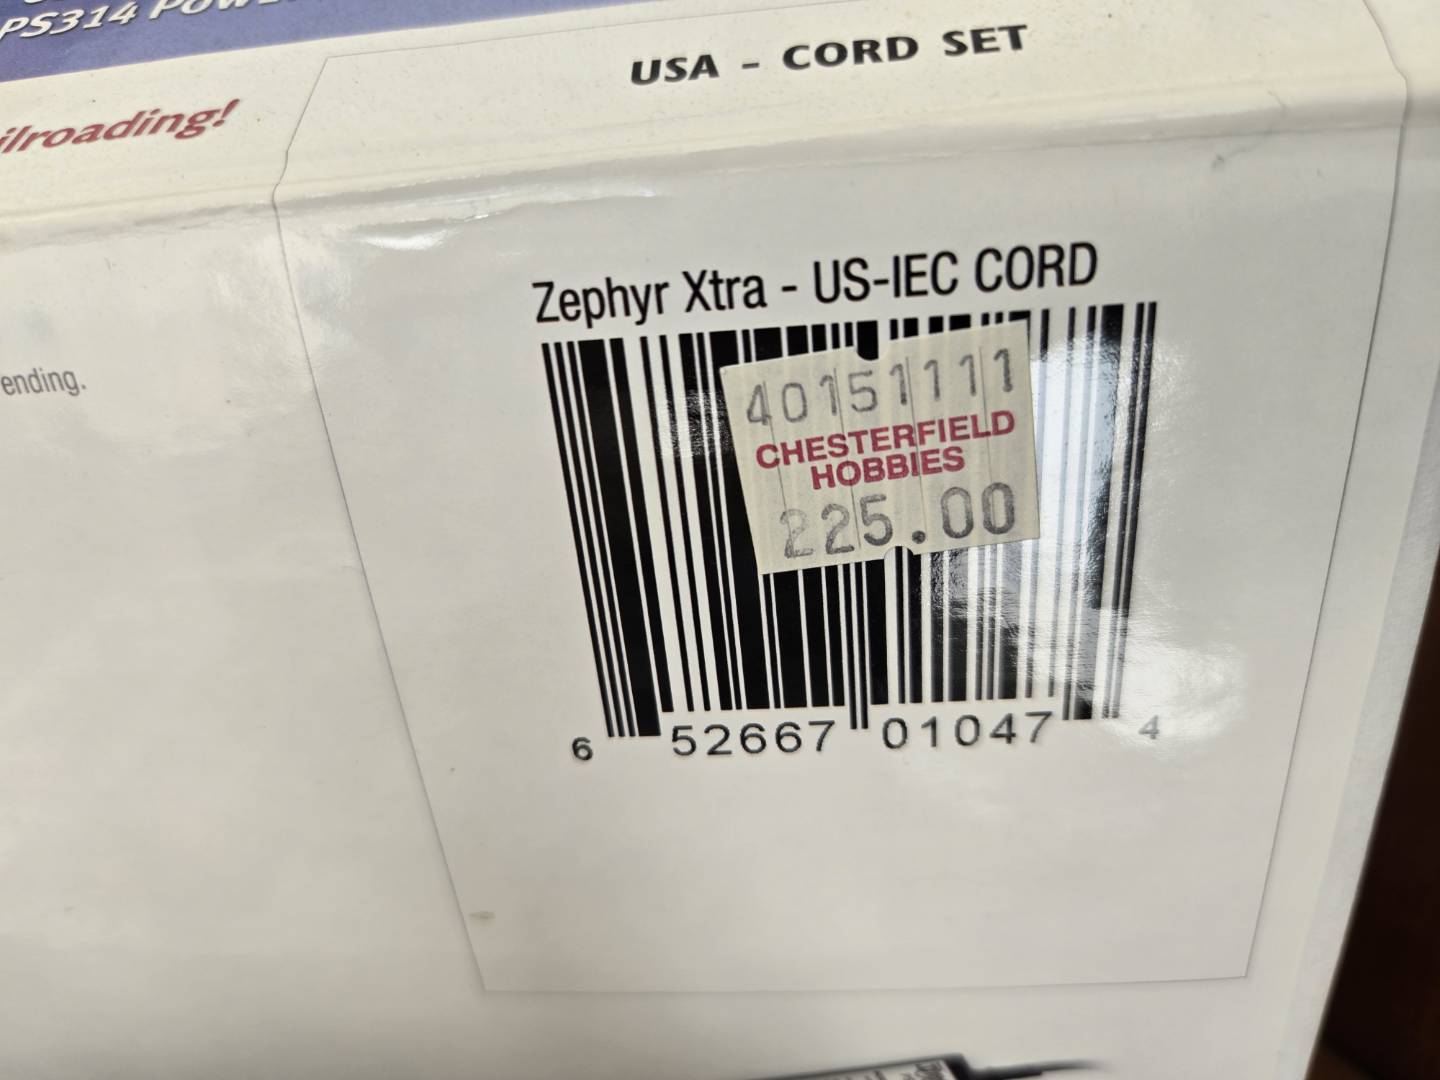 PS314
USA - CORD SET
ilroading!
Zephyr Xtra - US-IEC CORD
ending.
40151111
CHESTERFIELD
HOBBIES
225.00
6 52667 01047 4